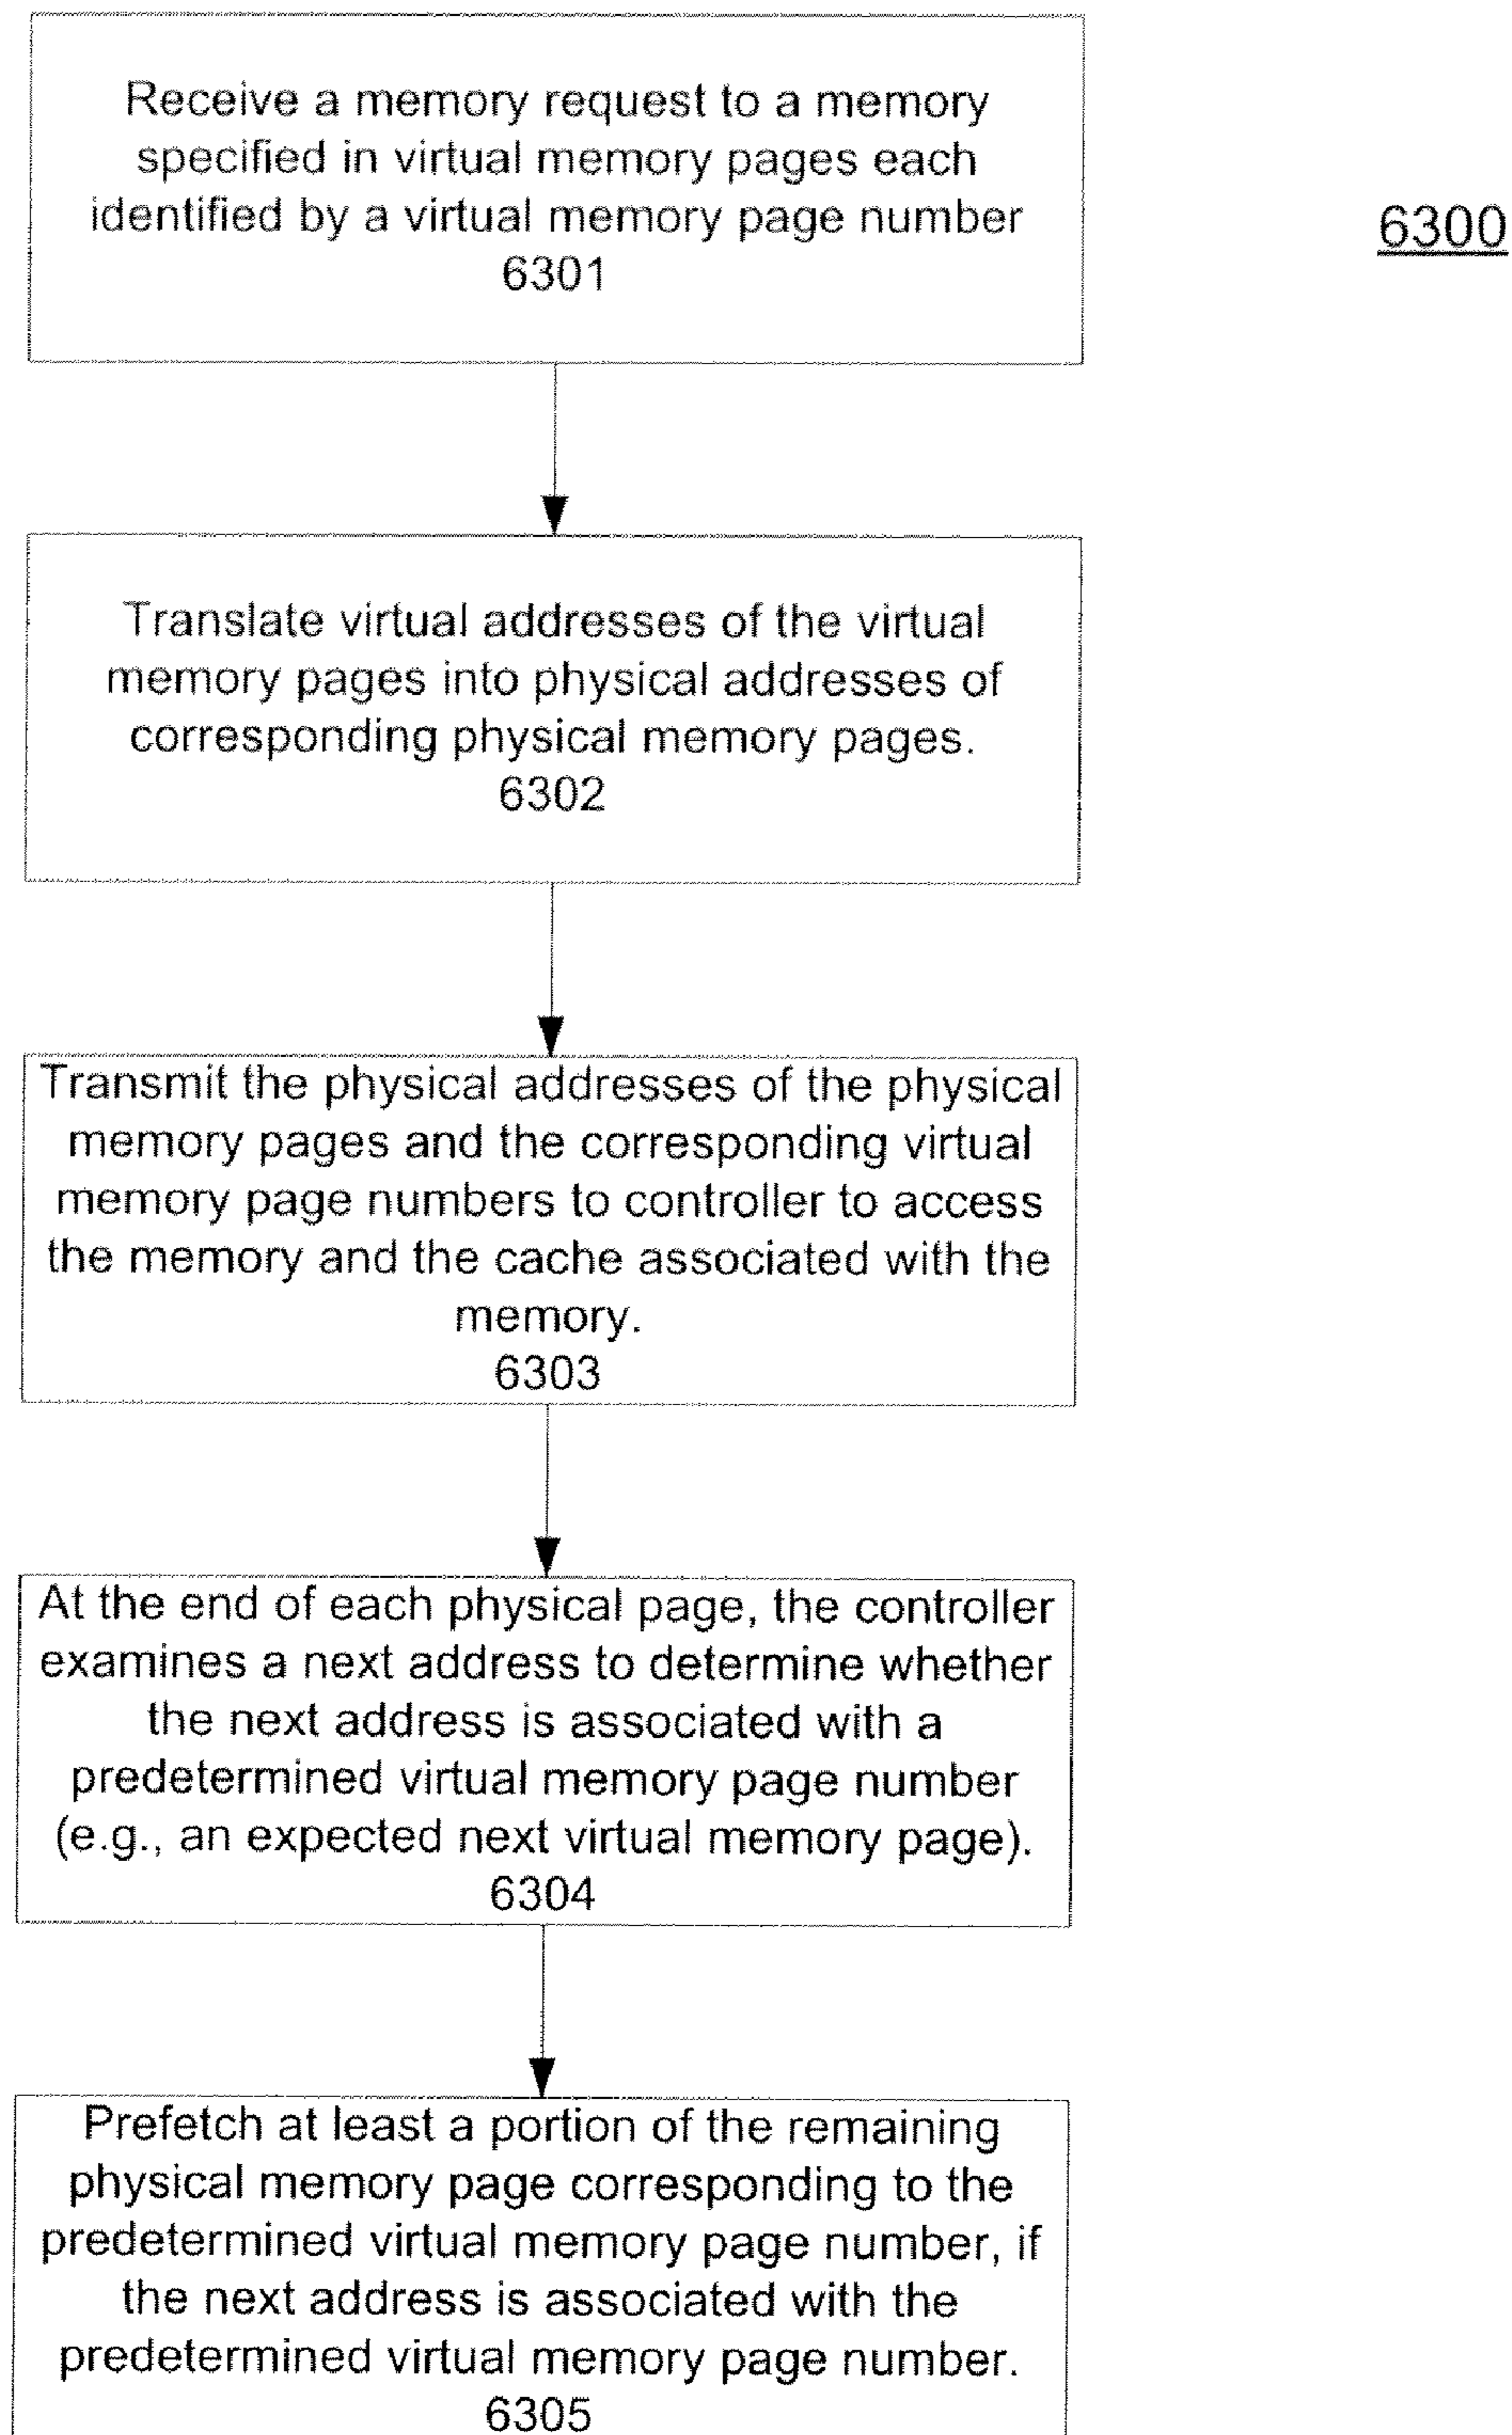 Receive a memory request to a memory
specified in virtual memory pages each
identified by a virtual memory page number
6301
6300
Translate virtual addresses of the virtual
memory pages into physical addresses of
corresponding physical memory pages.
6302
Transmit the physical addresses of the physical
memory pages and the corresponding virtual
memory page numbers to controller to access
the memory and the cache associated with the
memory.
6303
At the end of each physical page, the controller
examines a next address to determine whether
the next address is associated with a
predetermined virtual memory page number
(e.g., an expected next virtual memory page).
6304
Prefetch at least a portion of the remaining
physical memory page corresponding to the
predetermined virtual memory page number, if
the next address is associated with the
predetermined virtual memory page number.
6305